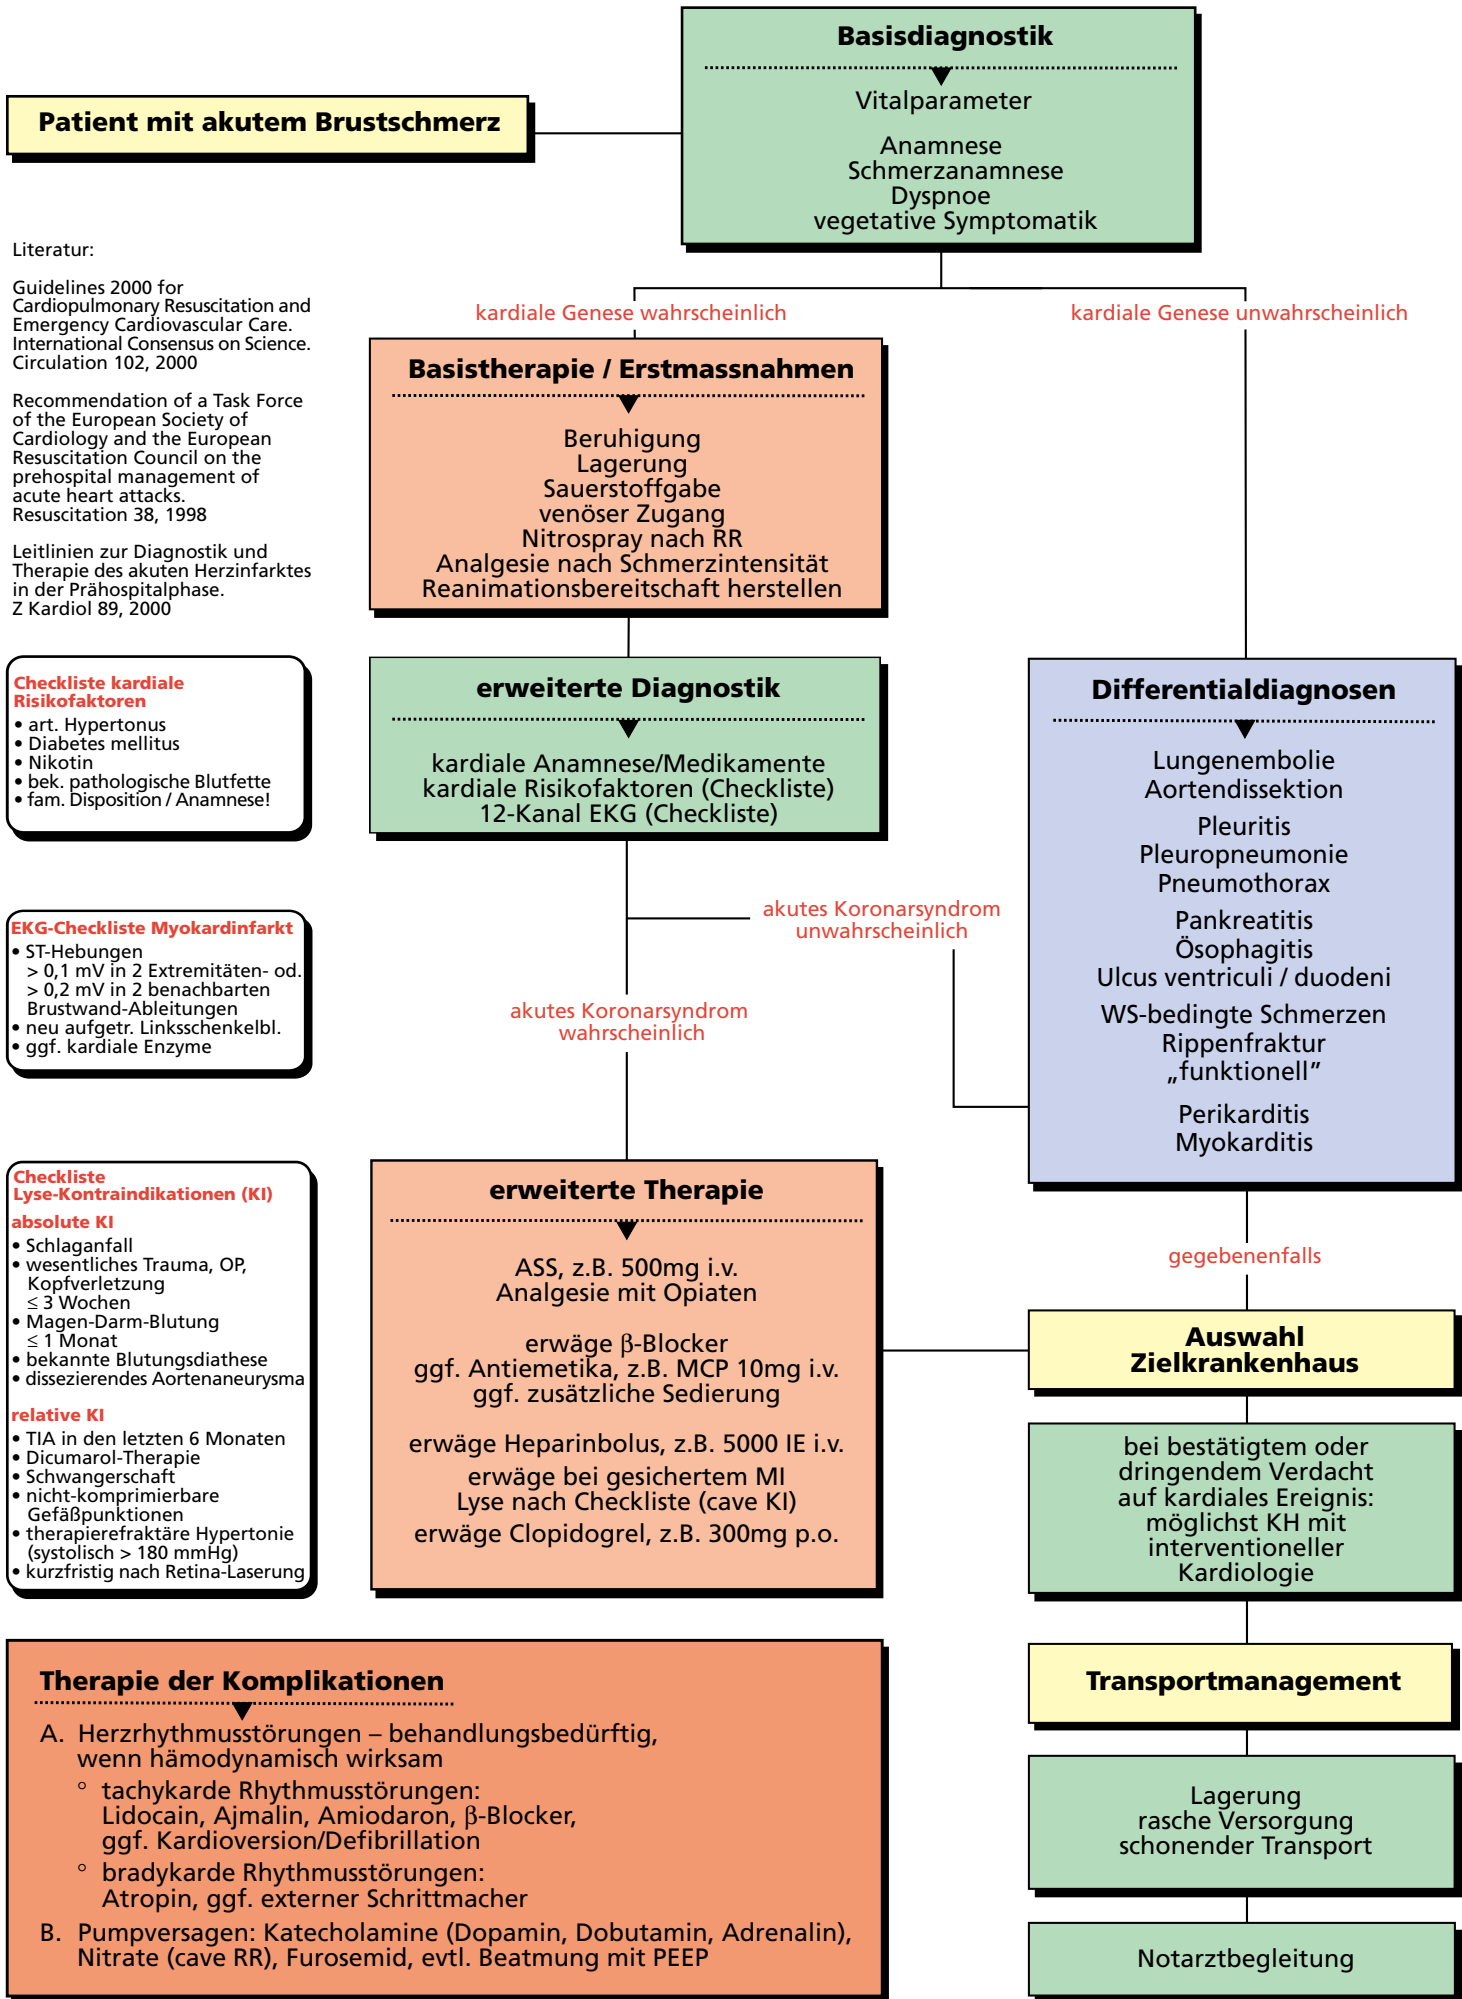 Basisdiagnostik
Vitalparameter
Anamnese
Schmerzanamnese
Dyspnoe
vegetative Symptomatik
Patient mit akutem Brustschmerz
Literatur:
Guidelines 2000 for
Cardiopulmonary Resuscitation and
Emergency Cardiovascular Care.
International Consensus on Science.
Circulation 102, 2000
Recommendation of a Task Force
of the European Society of
Cardiology and the European
Resuscitation Council on the
prehospital management of
acute heart attacks.
Resuscitation 38, 1998
Leitlinien zur Diagnostik und
Therapie des akuten Herzinfarktes
in der Prähospitalphase.
Z Kardiol 89, 2000
kardiale Genese wahrscheinlich
kardiale Genese unwahrscheinlich
Basistherapie / Erstmassnahmen
Beruhigung
Lagerung
Sauerstoffgabe
venöser Zugang
Nitrospray nach RR
Analgesie nach Schmerzintensität
Reanimationsbereitschaft herstellen
Checkliste kardiale
Risikofaktoren
• art. Hypertonus
• Diabetes mellitus
• Nikotin
• bek. pathologische Blutfette
• fam. Disposition / Anamnese!
erweiterte Diagnostik
kardiale Anamnese/Medikamente
kardiale Risikofaktoren (Checkliste)
12-Kanal EKG (Checkliste)
Differentialdiagnosen
Lungenembolie
Aortendissektion
Pleuritis
Pleuropneumonie
Pneumothorax
Pankreatitis
Ösophagitis
Ulcus ventriculi / duodeni
WS-bedingte Schmerzen
Rippenfraktur
„funktionell”
Perikarditis
Myokarditis
EKG-Checkliste Myokardinfarkt
• ST-Hebungen
> 0,1 mV in 2 Extremitäten- od.
> 0,2 mV in 2 benachbarten
Brustwand-Ableitungen
• neu aufgetr. Linksschenkelbl.
• ggf. kardiale Enzyme
akutes Koronarsyndrom
unwahrscheinlich
akutes Koronarsyndrom
wahrscheinlich
Checkliste
Lyse-Kontraindikationen (KI)
absolute KI
• Schlaganfall
• wesentliches Trauma, OP,
Kopfverletzung
≤ 3 Wochen
• Magen-Darm-Blutung
≤ 1 Monat
• bekannte Blutungsdiathese
• dissezierendes Aortenaneurysma
relative KI
• TIA in den letzten 6 Monaten
• Dicumarol-Therapie
• Schwangerschaft
• nicht-komprimierbare
Gefäßpunktionen
• therapierefraktäre Hypertonie
(systolisch > 180 mmHg)
• kurzfristig nach Retina-Laserung
erweiterte Therapie
ASS, z.B. 500mg i.v.
Analgesie mit Opiaten
erwäge β-Blocker
ggf. Antiemetika, z.B. MCP 10mg i.v.
ggf. zusätzliche Sedierung
erwäge Heparinbolus, z.B. 5000 IE i.v.
erwäge bei gesichertem MI
Lyse nach Checkliste (cave KI)
erwäge Clopidogrel, z.B. 300mg p.o.
gegebenenfalls
Auswahl
Zielkrankenhaus
bei bestätigtem oder
dringendem Verdacht
auf kardiales Ereignis:
möglichst KH mit
interventioneller
Kardiologie
Therapie der Komplikationen
A. Herzrhythmusstörungen – behandlungsbedürftig,
wenn hämodynamisch wirksam
° tachykarde Rhythmusstörungen:
Lidocain, Ajmalin, Amiodaron, β-Blocker,
ggf. Kardioversion/Defibrillation
° bradykarde Rhythmusstörungen:
Atropin, ggf. externer Schrittmacher
B. Pumpversagen: Katecholamine (Dopamin, Dobutamin, Adrenalin),
Nitrate (cave RR), Furosemid, evtl. Beatmung mit PEEP
Transportmanagement
Lagerung
rasche Versorgung
schonender Transport
Notarztbegleitung